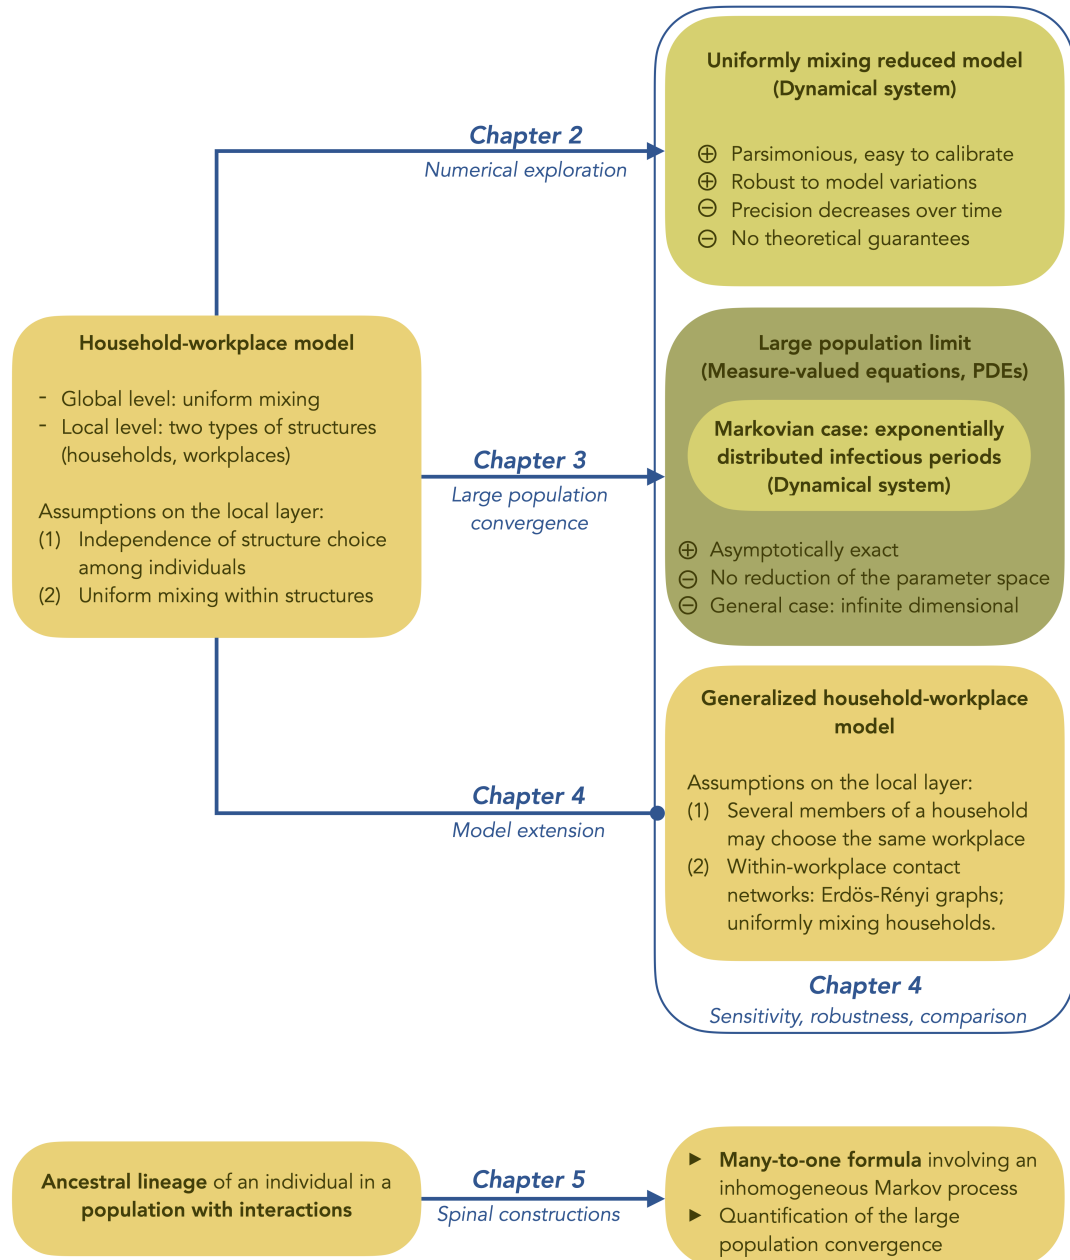 Uniformly mixing reduced model
(Dynamical system)
⊕ Parsimonious, easy to calibrate
⊕ Robust to model variations
⊖ Precision decreases over time
⊖ No theoretical guarantees
Chapter 2
Numerical exploration
Household-workplace model
- Global level: uniform mixing
- Local level: two types of structures
(households, workplaces)
Assumptions on the local layer:
(1) Independence of structure choice
among individuals
(2) Uniform mixing within structures
Chapter 3
Large population
convergence
Large population limit
(Measure-valued equations, PDEs)
Markovian case: exponentially
distributed infectious periods
(Dynamical system)
⊕ Asymptotically exact
⊖ No reduction of the parameter space
⊖ General case: infinite dimensional
Chapter 4
Model extension
Generalized household-workplace
model
Assumptions on the local layer:
(1) Several members of a household
may choose the same workplace
(2) Within-workplace contact
networks: Erdös-Rényi graphs;
uniformly mixing households.
Chapter 4
Sensitivity, robustness, comparison
Ancestral lineage of an individual in a
population with interactions
Chapter 5
Spinal constructions
► Many-to-one formula involving an
inhomogeneous Markov process
► Quantification of the large
population convergence